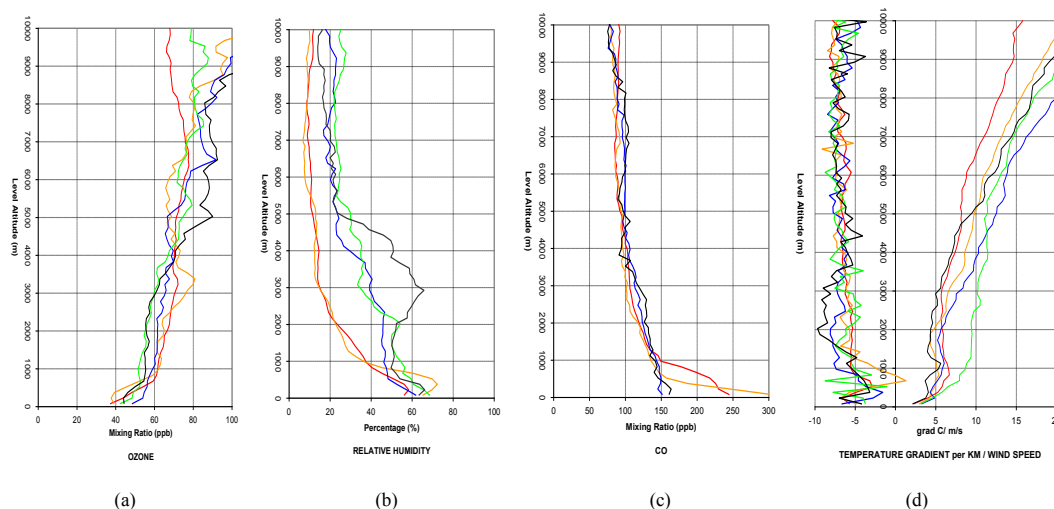 10000
9000
8000
7000
6000
5000
4000
3000
2000
1000
0
Level Altitude (m)
0 20 40 60 80 100
Mixing Ratio (ppb)
OZONE
(a)
10000
9000
8000
7000
6000
5000
4000
3000
2000
1000
0
Level Altitude (m)
0 20 40 60 80 100
Percentage (%)
RELATIVE HUMIDITY
(b)
10000
9000
8000
7000
6000
5000
4000
3000
2000
1000
0
Level Altitude (m)
0 50 100 150 200 250 300
Mixing Ratio (ppb)
CO
(c)
10000
9000
8000
7000
6000
5000
4000
3000
2000
1000
0
Level Altitude (m)
-10 -5 0 5 10 15
grad C/ m/s
TEMPERATURE GRADIENT per KM / WIND SPEED
(d)